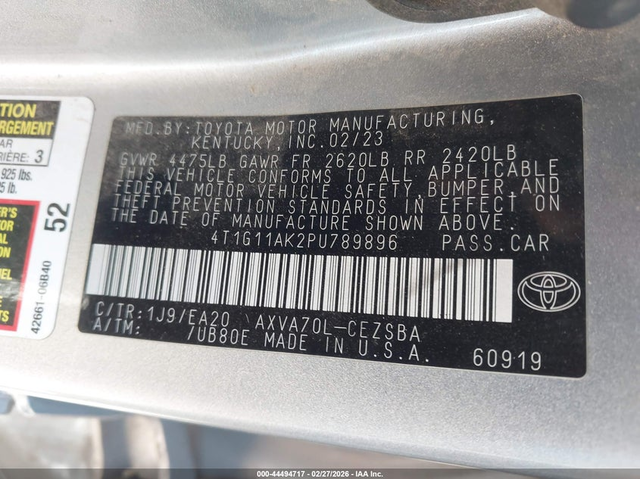 TION
ARGEMENT
AR
RIÈRE: 3
925 lbs.
5 lb.
52
42661-06B40
MFD. BY: TOYOTA MOTOR MANUFACTURING,
KENTUCKY, INC. 02/23
GVWR 4475LB GAWR FR 2620LB RR 2420LB
THIS VEHICLE CONFORMS TO ALL APPLICABLE
FEDERAL MOTOR VEHICLE SAFETY, BUMPER, AND
THEFT PREVENTION STANDARDS IN EFFECT ON
THE DATE OF MANUFACTURE SHOWN ABOVE.
4T1G11AK2PU789896 PASS.CAR
C/TR: 1J9/EA20 AXVA70L-CEZSBA
A/TM: /UB80E MADE IN U.S.A.
60919
000-44494717 - 02/27/2026 - IAA Inc.